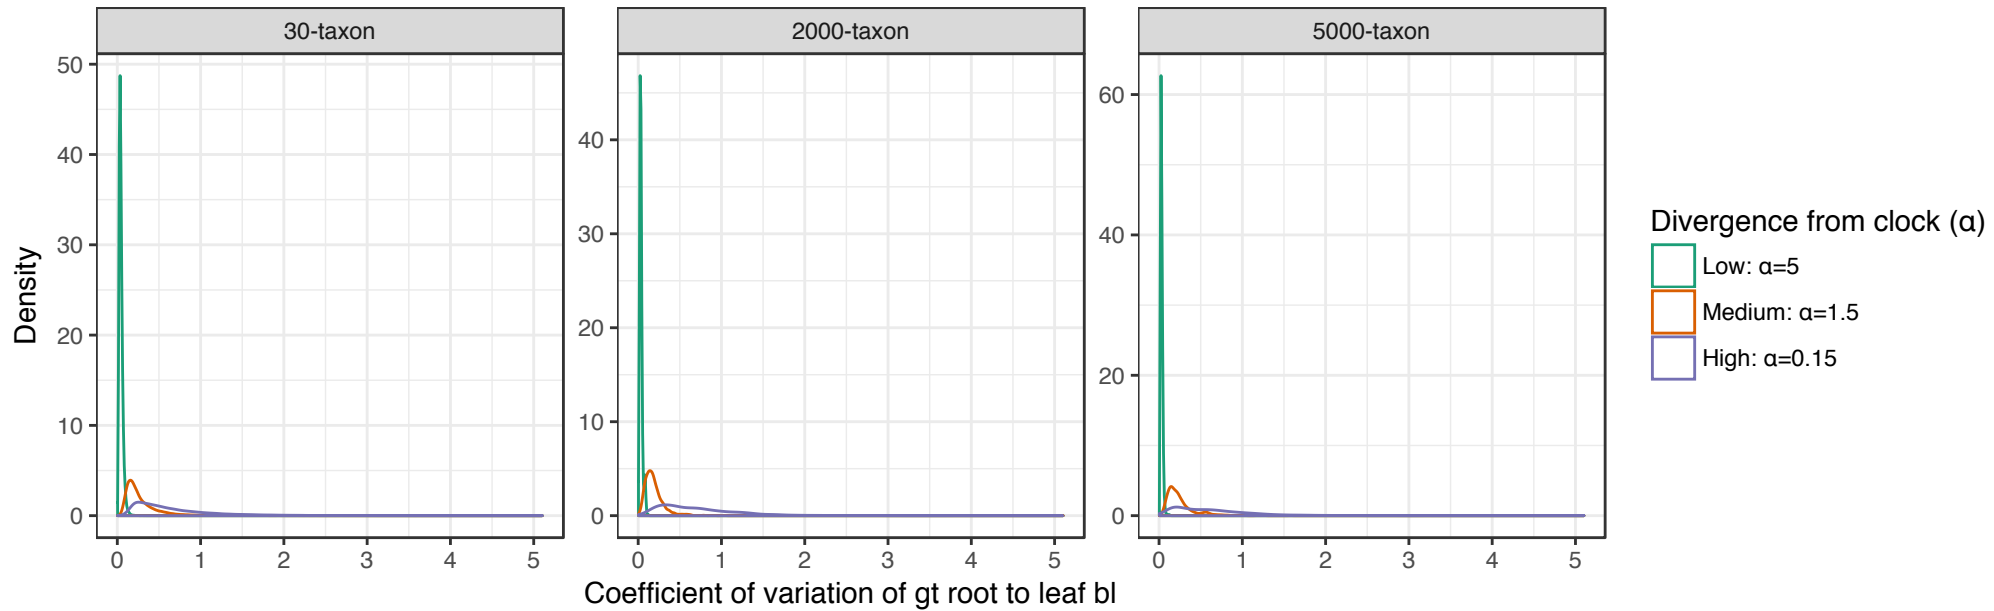 30-taxon
2000-taxon
5000-taxon
50
40
30
20
10
0
40
30
20
10
0
60
40
20
0
0 1 2 3 4 5
0 1 2 3 4 5
0 1 2 3 4 5
Density
Coefficient of variation of gt root to leaf bl
Divergence from clock (α)
Low: α=5
Medium: α=1.5
High: α=0.15